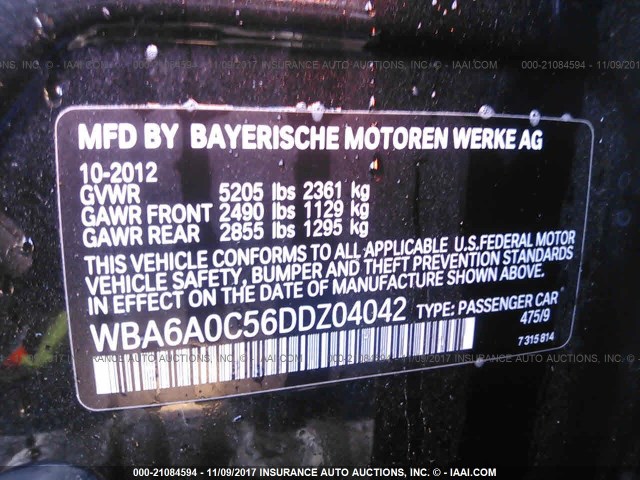 000-21084594 - 11/09/2017 INSURANCE AUTO AUCTIONS, INC. - IAAI.COM
MFD BY BAYERISCHE MOTOREN WERKE AG
10-2012
GVWR 5205 lbs 2361 kg
GAWR FRONT 2490 lbs 1129 kg
GAWR REAR 2855 lbs 1295 kg
THIS VEHICLE CONFORMS TO ALL APPLICABLE U.S.FEDERAL MOTOR
VEHICLE SAFETY, BUMPER AND THEFT PREVENTION STANDARDS
IN EFFECT ON THE DATE OF MANUFACTURE SHOWN ABOVE.
WBA6A0C56DDZ04042 TYPE: PASSENGER CAR
475/9
7 315 814
000-21084594 - 11/09/2017 INSURANCE AUTO AUCTIONS, INC. - IAAI.COM